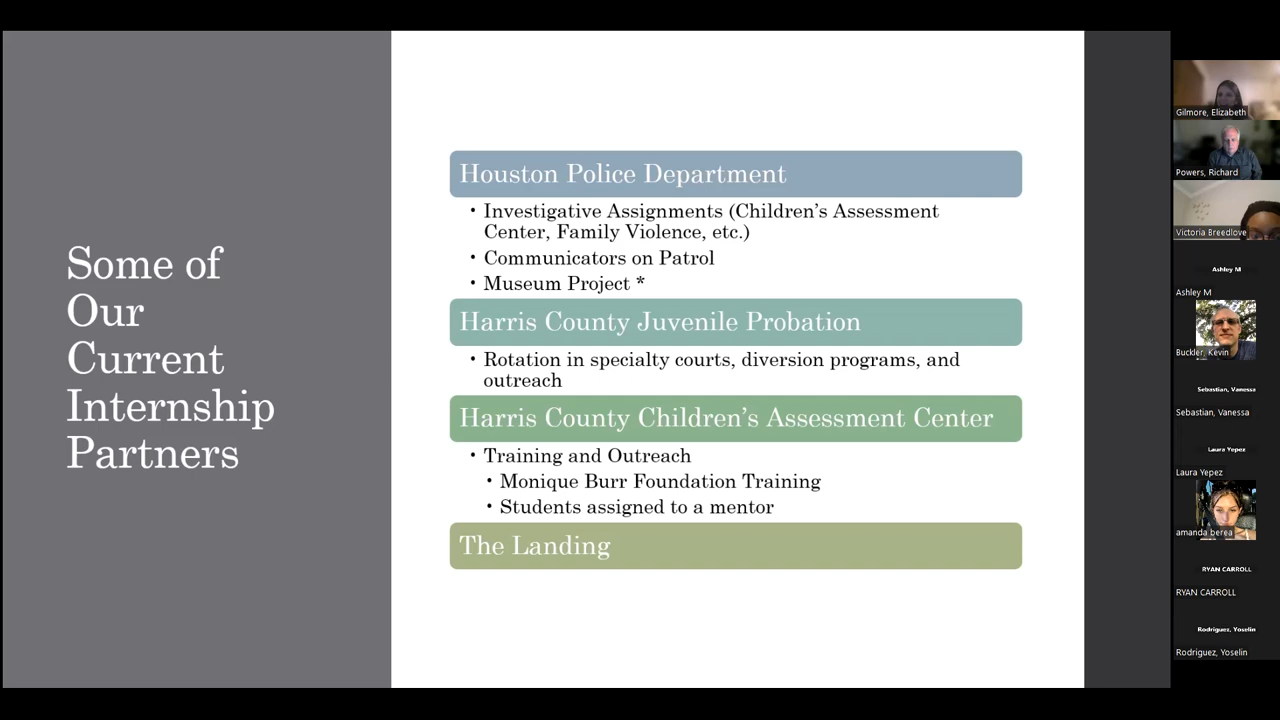 Some of
Our
Current
Internship
Partners
Houston Police Department
• Investigative Assignments (Children’s Assessment
Center, Family Violence, etc.)
• Communicators on Patrol
• Museum Project *
Harris County Juvenile Probation
• Rotation in specialty courts, diversion programs, and
outreach
Harris County Children’s Assessment Center
• Training and Outreach
• Monique Burr Foundation Training
• Students assigned to a mentor
The Landing
Gilmore, Elizabeth
Powers, Richard
Victoria Breedlove
Ashley M
Ashley M
Buckler, Kevin
Sebastian, Vanessa
Sebastian, Vanessa
Laura Yepez
Laura Yepez
amanda berea
RYAN CARROLL
RYAN CARROLL
Rodriguez, Yoselin
Rodriguez, Yoselin